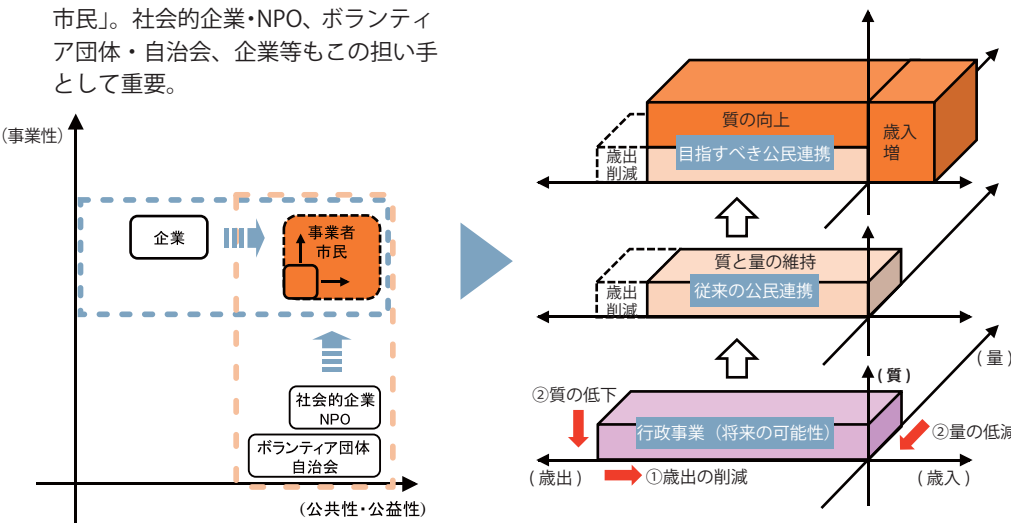 市民」。社会的企業・NPO、ボランティ
ア団体・自治会、企業等もこの担い手
として重要。
(事業性)
企業
事業者
市民
社会的企業
NPO
ボランティア団体
自治会
(公共性・公益性)
質の向上
目指すべき公民連携
歳出
削減
歳入
増
質と量の維持
従来の公民連携
歳出
削減
(質)
(量)
②質の低下
行政事業（将来の可能性）
②量の低減
(歳出)
①歳出の削減
(歳入)